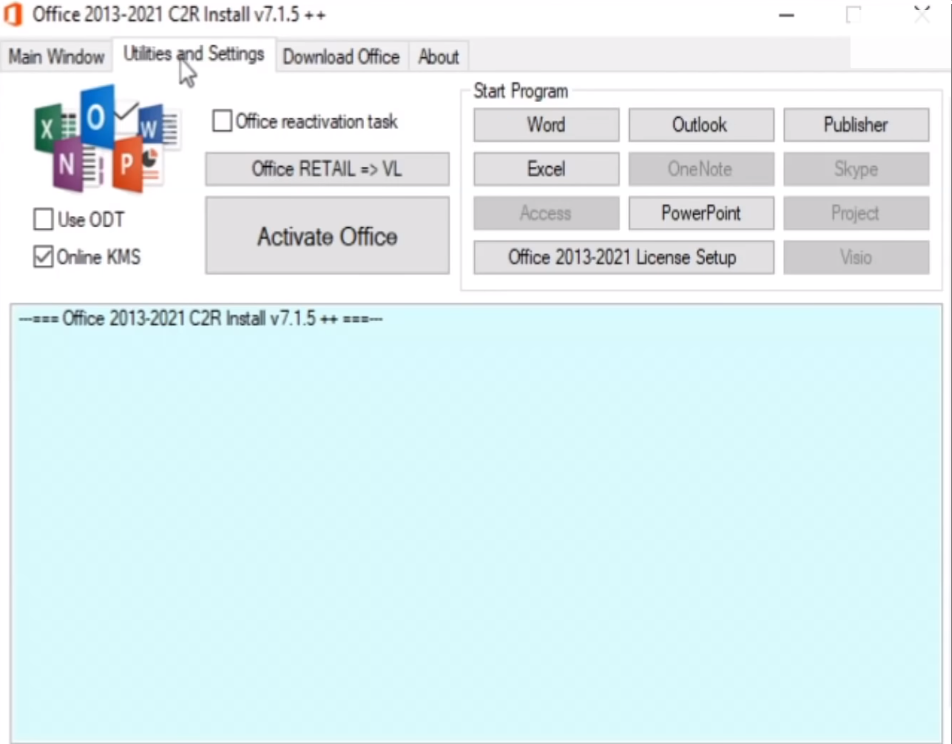 Office 2013-2021 C2R Install v7.1.5 ++
Main Window
Utilities and Settings
Download Office
About
X
O
W
N
P
Office reactivation task
Office RETAIL => VL
Use ODT
Online KMS
Activate Office
Start Program
Word
Outlook
Publisher
Excel
OneNote
Skype
Access
PowerPoint
Project
Office 2013-2021 License Setup
Visio
---=== Office 2013-2021 C2R Install v7.1.5 ++ ===---